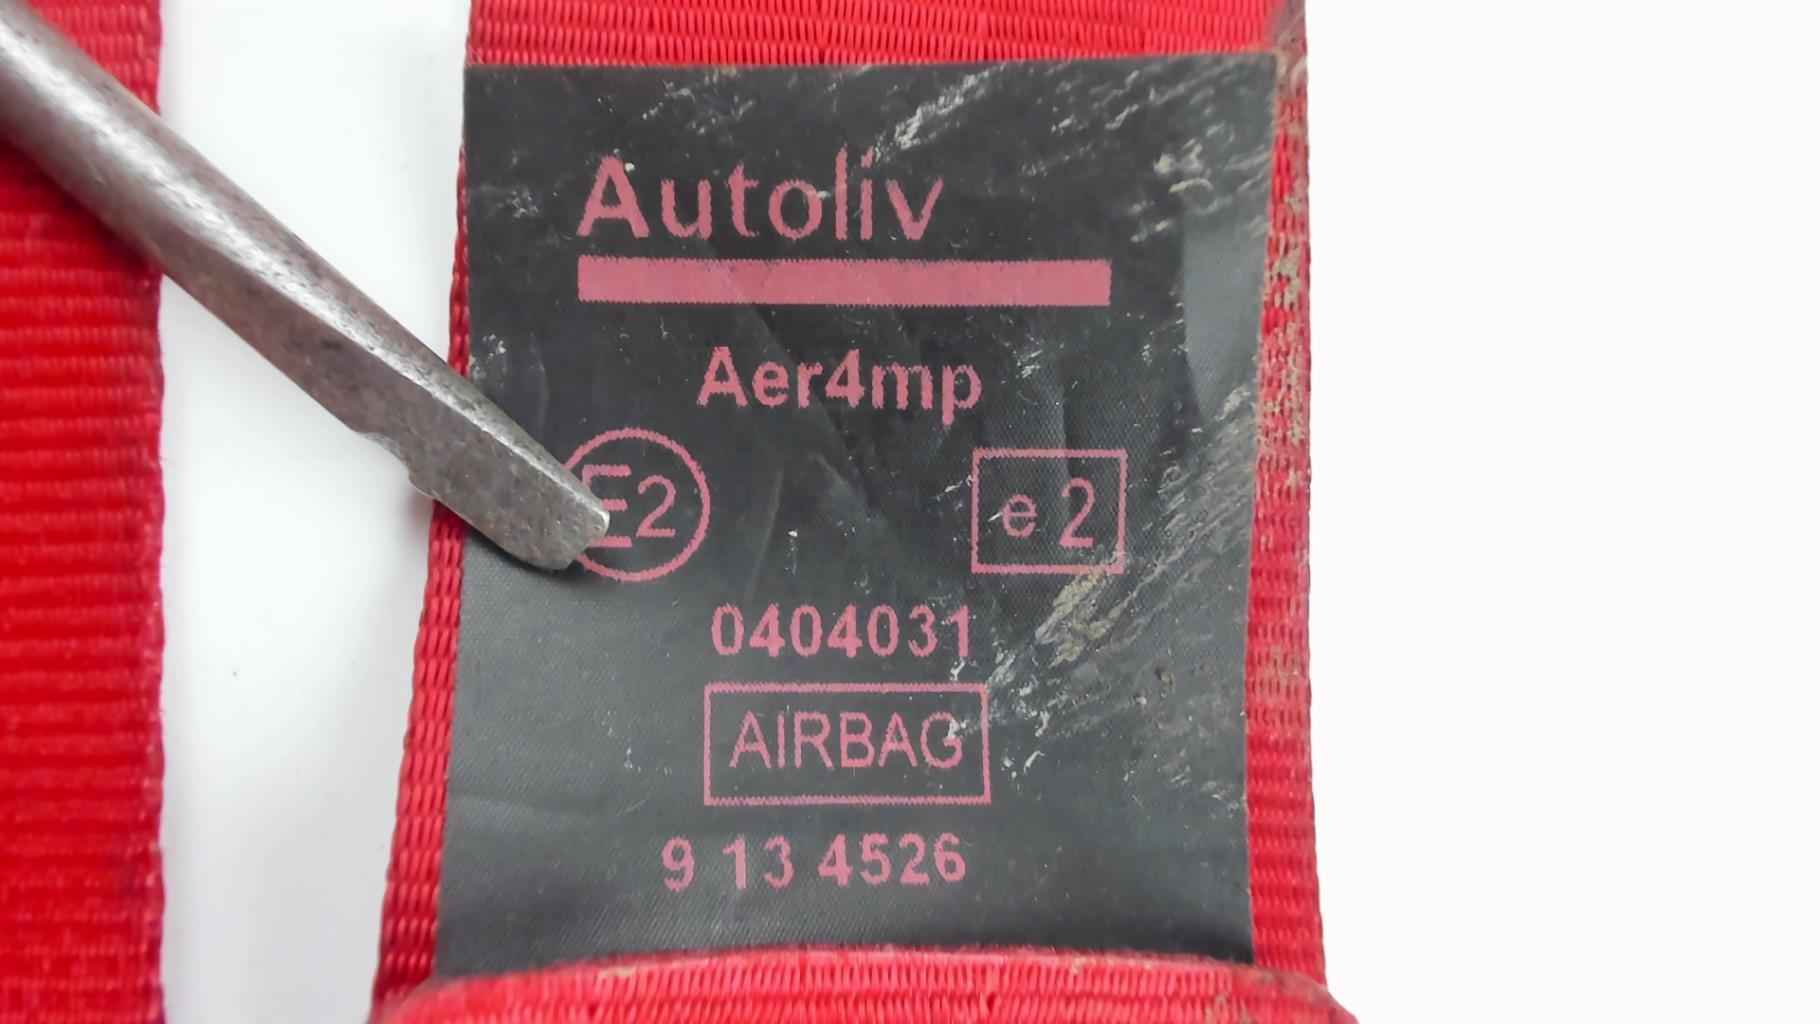 Autoliv
Aer4mp
E2 e 2
0404031
AIRBAG
9 13 4526